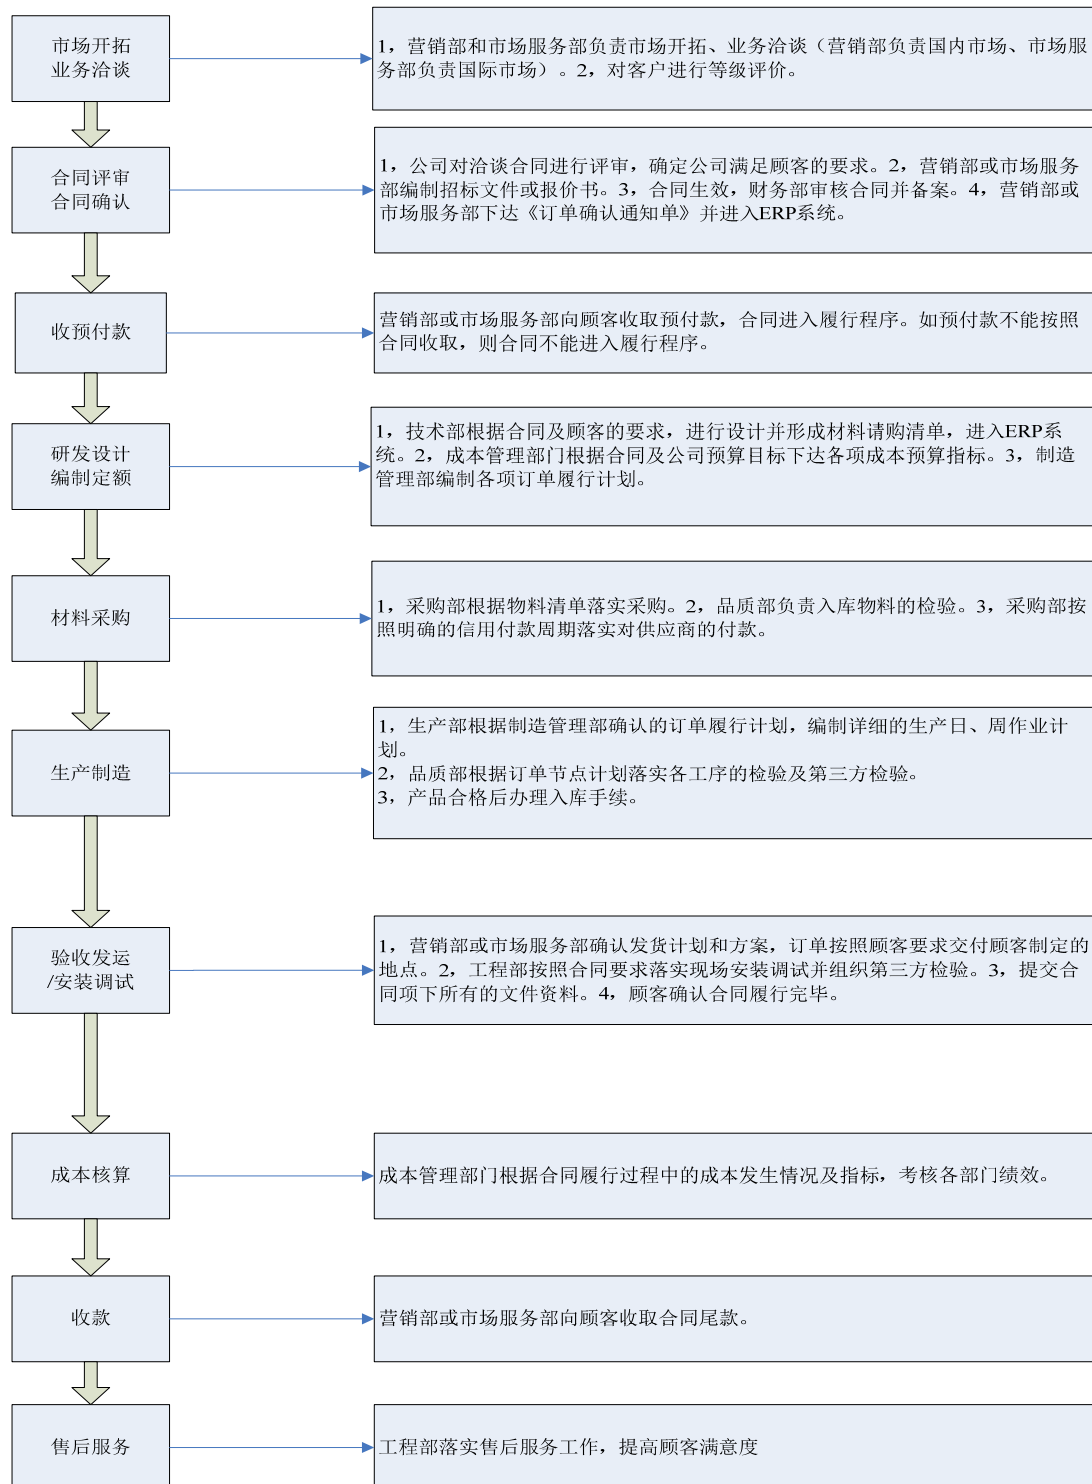 市场开拓
业务洽谈
1，营销部和市场服务部负责市场开拓、业务洽谈（营销部负责国内市场、市场服
务部负责国际市场）。2，对客户进行等级评价。
合同评审
合同确认
1，公司对洽谈合同进行评审，确定公司满足顾客的要求。2，营销部或市场服务
部编制招标文件或报价书。3，合同生效，财务部审核合同并备案。4，营销部或
市场服务部下达《订单确认通知单》并进入ERP系统。
收预付款
营销部或市场服务部向顾客收取预付款，合同进入履行程序。如预付款不能按照
合同收取，则合同不能进入履行程序。
研发设计
编制定额
1，技术部根据合同及顾客的要求，进行设计并形成材料请购清单，进入ERP系
统。2，成本管理部门根据合同及公司预算目标下达各项成本预算指标。3，制造
管理部编制各项订单履行计划。
材料采购
1，采购部根据物料清单落实采购。2，品质部负责入库物料的检验。3，采购部按
照明确的信用付款周期落实对供应商的付款。
生产制造
1，生产部根据制造管理部确认的订单履行计划，编制详细的生产日、周作业计
划。
2，品质部根据订单节点计划落实各工序的检验及第三方检验。
3，产品合格后办理入库手续。
验收发运
/安装调试
1，营销部或市场服务部确认发货计划和方案，订单按照顾客要求交付顾客制定的
地点。2，工程部按照合同要求落实现场安装调试并组织第三方检验。3，提交合
同项下所有的文件资料。4，顾客确认合同履行完毕。
成本核算
成本管理部门根据合同履行过程中的成本发生情况及指标，考核各部门绩效。
收款
营销部或市场服务部向顾客收取合同尾款。
售后服务
工程部落实售后服务工作，提高顾客满意度